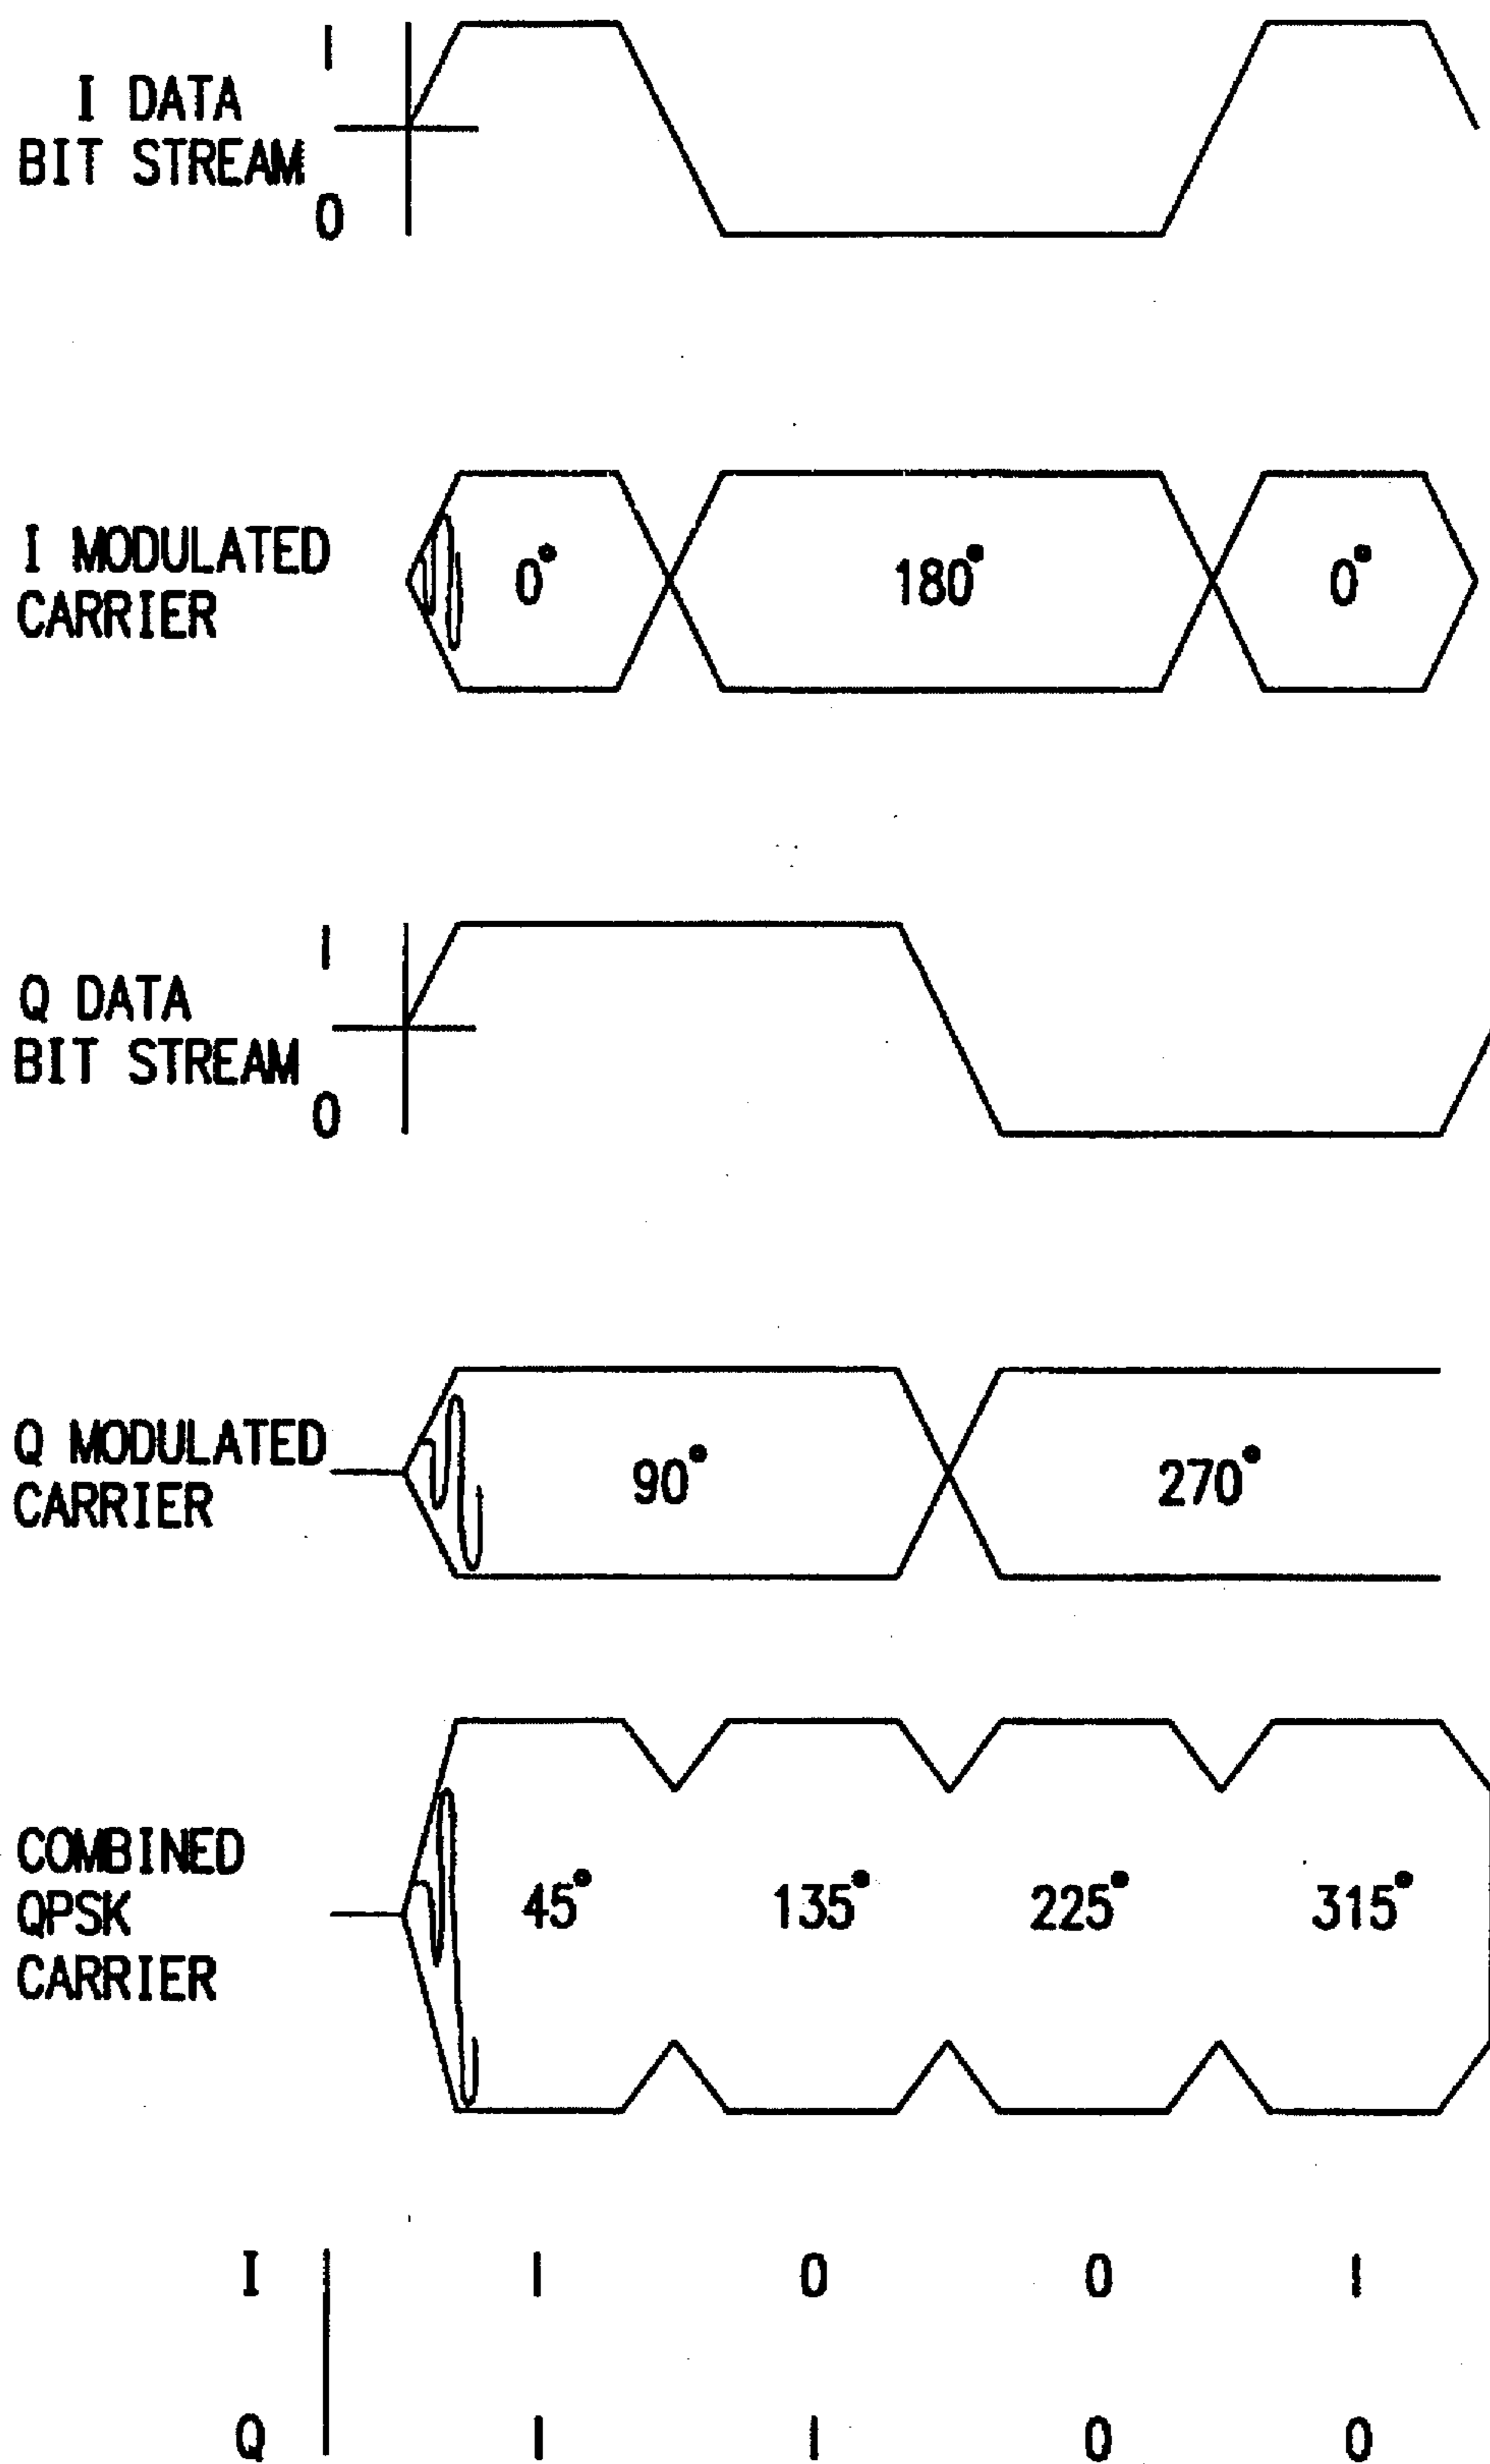 1
I DATA
BIT STREAM
0
I MODULATED
CARRIER
0° 180° 0°
1
Q DATA
BIT STREAM
0
Q MODULATED
CARRIER
90° 270°
COMBINED
QPSK
CARRIER
45° 135° 225° 315°
I 1 0 0 1
Q 1 1 0 0